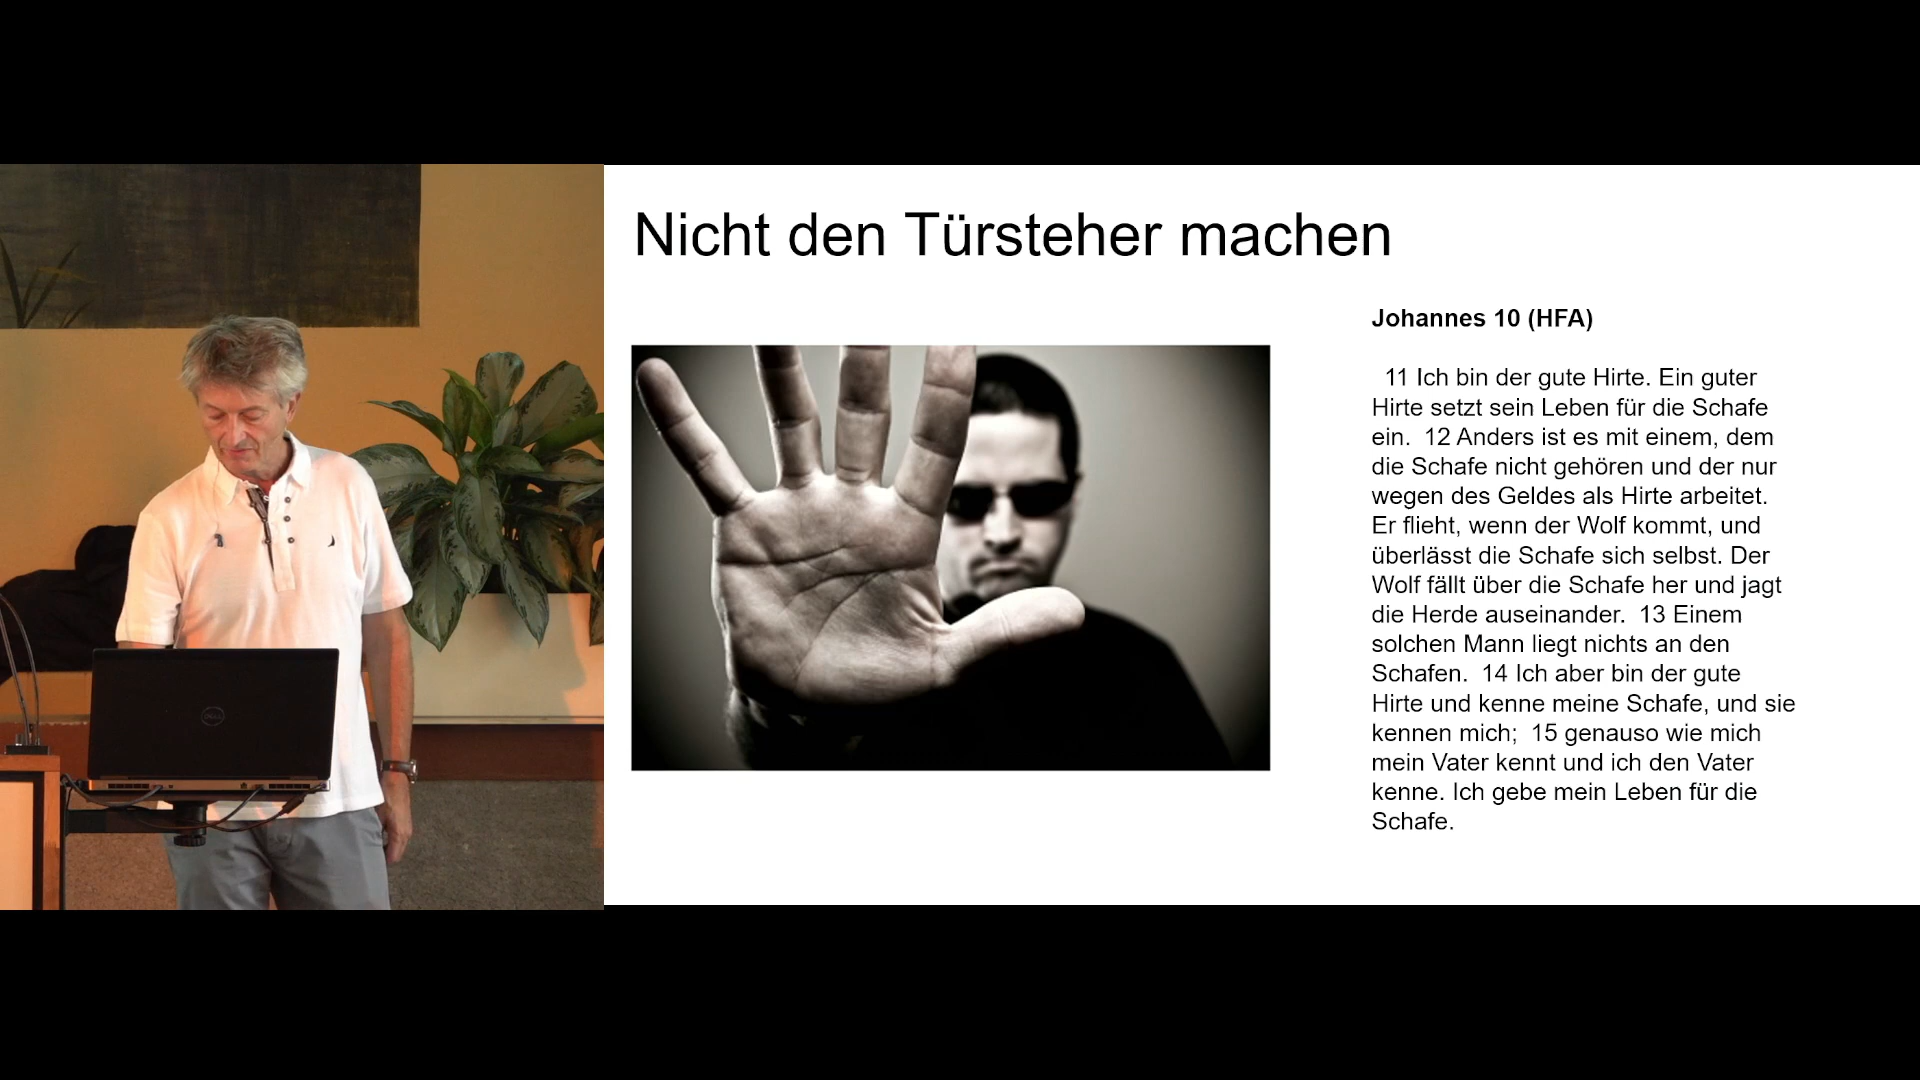 Nicht den Türsteher machen
Johannes 10 (HFA)
11 Ich bin der gute Hirte. Ein guter
Hirte setzt sein Leben für die Schafe
ein.  12 Anders ist es mit einem, dem
die Schafe nicht gehören und der nur
wegen des Geldes als Hirte arbeitet.
Er flieht, wenn der Wolf kommt, und
überlässt die Schafe sich selbst. Der
Wolf fällt über die Schafe her und jagt
die Herde auseinander.  13 Einem
solchen Mann liegt nichts an den
Schafen.  14 Ich aber bin der gute
Hirte und kenne meine Schafe, und sie
kennen mich;  15 genauso wie mich
mein Vater kennt und ich den Vater
kenne. Ich gebe mein Leben für die
Schafe.
DELL